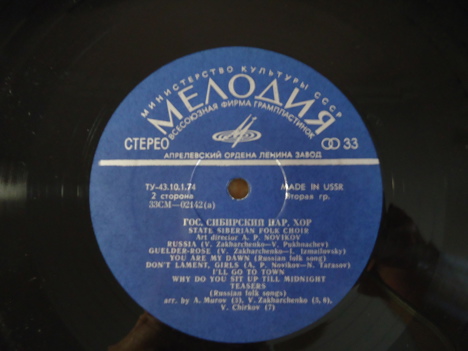 МИНИСТЕРСТВО КУЛЬТУРЫ СССР
МЕЛОДИЯ
ВСЕСОЮЗНАЯ ФИРМА ГРАМПЛАСТИНОК
СТЕРЕО 33
АПРЕЛЕВСКИЙ ОРДЕНА ЛЕНИНА ЗАВОД
ТУ-43.10.1.74 MADE IN USSR
2 сторона Вторая гр.
33СМ—02142(а)
ГОС. СИБИРСКИЙ НАР. ХОР
STATE SIBERIAN FOLK CHOIR
Art director A. P. NOVIKOV
RUSSIA (V. Zakharchenko—V. Pukhnachev)
GUELDER-ROSE (V. Zakharchenko—I. Izmailovsky)
YOU ARE MY DAWN (Russian folk song)
DON'T LAMENT, GIRLS (A. P. Novikov—N. Tarasov)
I'LL GO TO TOWN
WHY DO YOU SIT UP TILL MIDNIGHT
TEASERS
(Russian folk songs)
arr. by A. Murov (3), V. Zakharchenko (5, 9),
V. Chirkov (7)